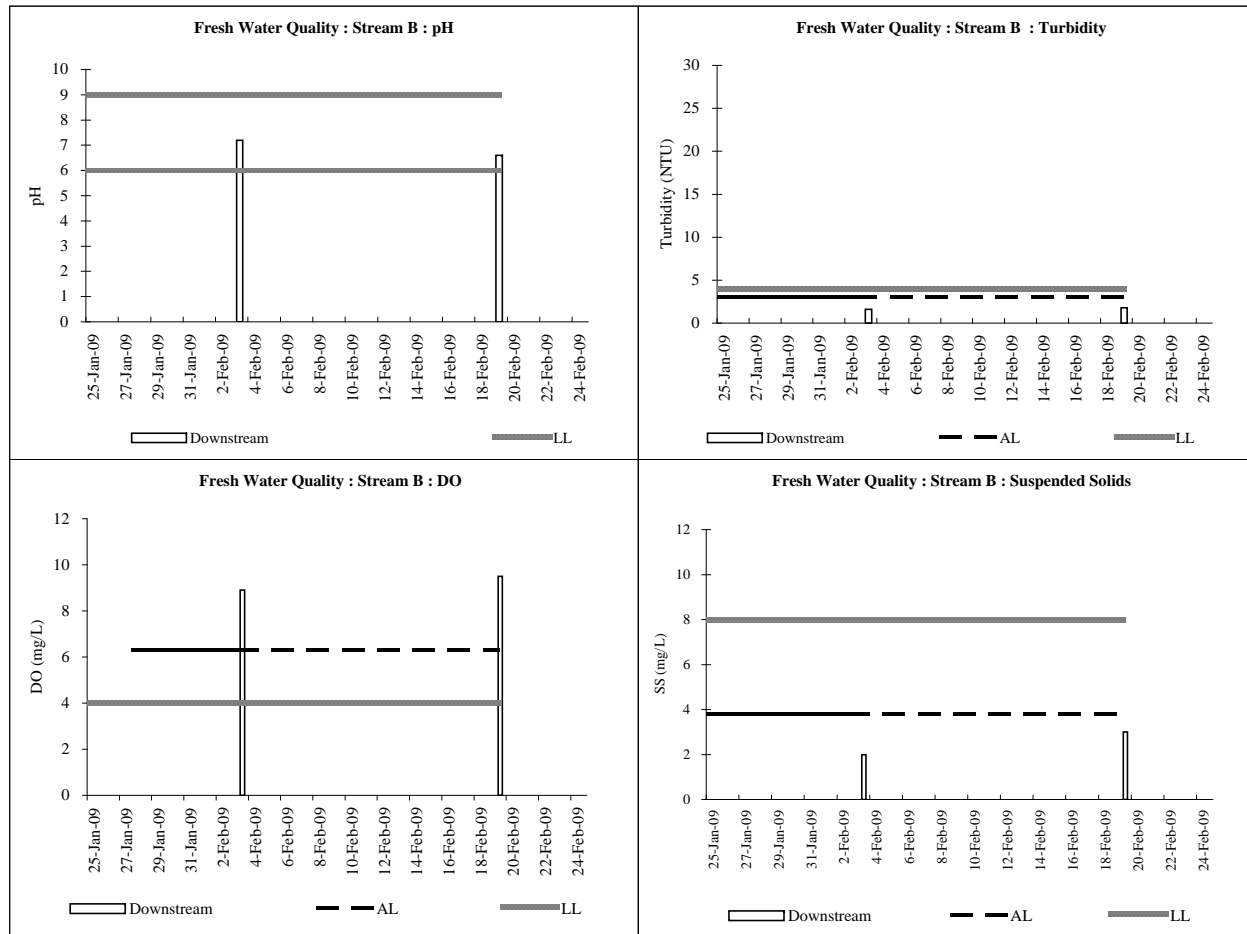 Fresh Water Quality : Stream B : pH
10
9
8
7
6
5
4
3
2
1
0
pH
25-Jan-09
27-Jan-09
29-Jan-09
31-Jan-09
2-Feb-09
4-Feb-09
6-Feb-09
8-Feb-09
10-Feb-09
12-Feb-09
14-Feb-09
16-Feb-09
18-Feb-09
20-Feb-09
22-Feb-09
24-Feb-09
Downstream LL
Fresh Water Quality : Stream B : Turbidity
30
25
20
15
10
5
0
Turbidity (NTU)
25-Jan-09
27-Jan-09
29-Jan-09
31-Jan-09
2-Feb-09
4-Feb-09
6-Feb-09
8-Feb-09
10-Feb-09
12-Feb-09
14-Feb-09
16-Feb-09
18-Feb-09
20-Feb-09
22-Feb-09
24-Feb-09
Downstream AL LL
Fresh Water Quality : Stream B : DO
12
10
8
6
4
2
0
DO (mg/L)
25-Jan-09
27-Jan-09
29-Jan-09
31-Jan-09
2-Feb-09
4-Feb-09
6-Feb-09
8-Feb-09
10-Feb-09
12-Feb-09
14-Feb-09
16-Feb-09
18-Feb-09
20-Feb-09
22-Feb-09
24-Feb-09
Downstream AL LL
Fresh Water Quality : Stream B : Suspended Solids
12
10
8
6
4
2
0
SS (mg/L)
25-Jan-09
27-Jan-09
29-Jan-09
31-Jan-09
2-Feb-09
4-Feb-09
6-Feb-09
8-Feb-09
10-Feb-09
12-Feb-09
14-Feb-09
16-Feb-09
18-Feb-09
20-Feb-09
22-Feb-09
24-Feb-09
Downstream AL LL